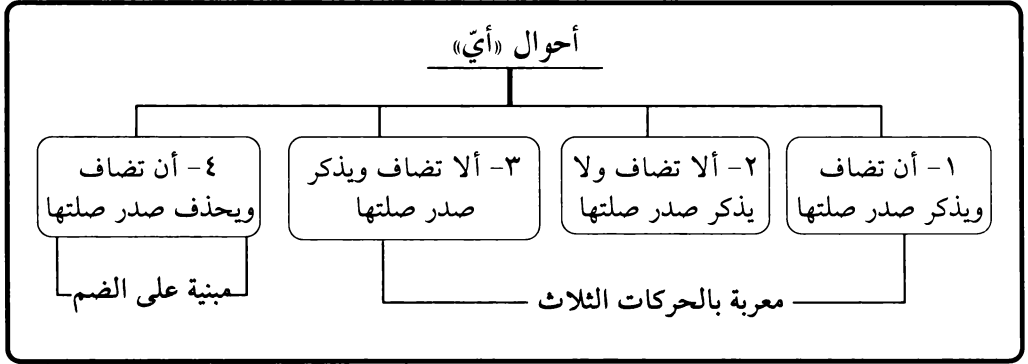 أحوال «أيّ»
١- أن تضاف
ويذكر صدر صلتها
٢- ألا تضاف ولا
يذكر صدر صلتها
٣- ألا تضاف ويذكر
صدر صلتها
٤- أن تضاف
ويحذف صدر صلتها
معربة بالحركات الثلاث
مبنية على الضم